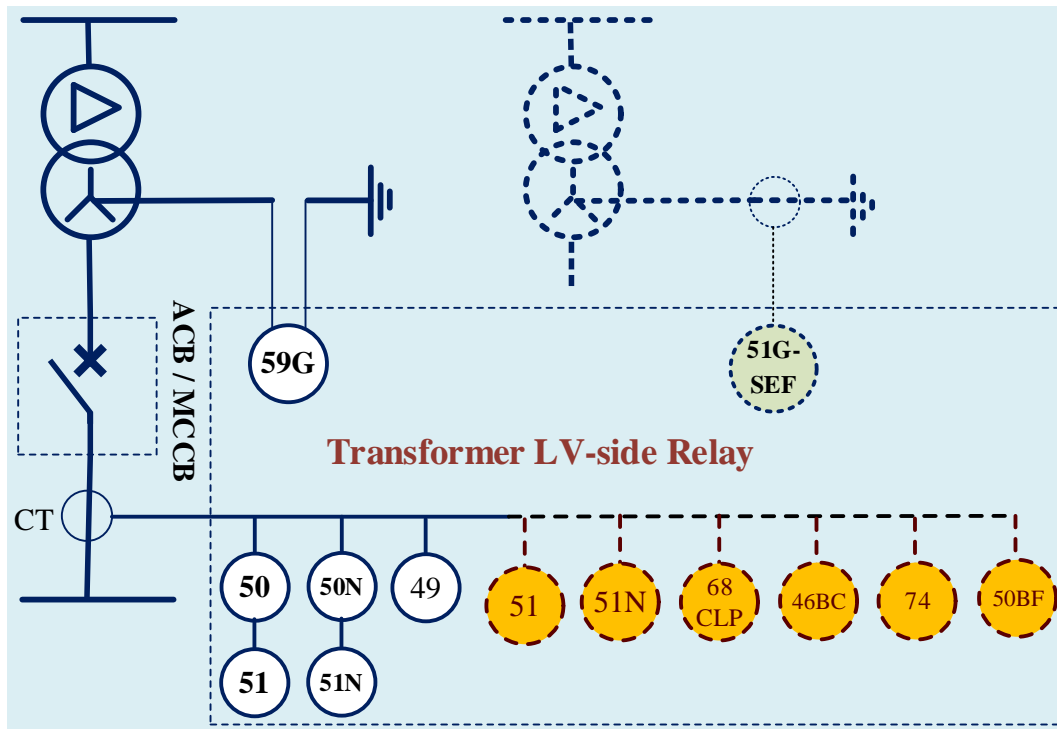 ACB / MCCB
59G
51G-
SEF
Transformer LV-side Relay
CT
50
50N
49
51
51N
68
CLP
46BC
74
50BF
51
51N